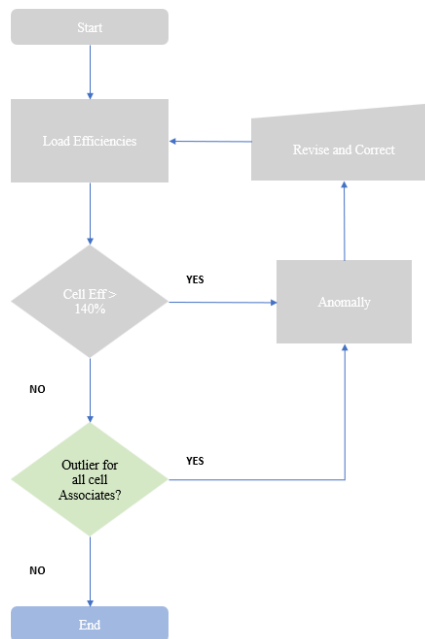 Start
Load Efficiencies
Revise and Correct
Cell Eff >
140%
YES
Anomally
NO
Outlier for
all cell
Associates?
YES
NO
End